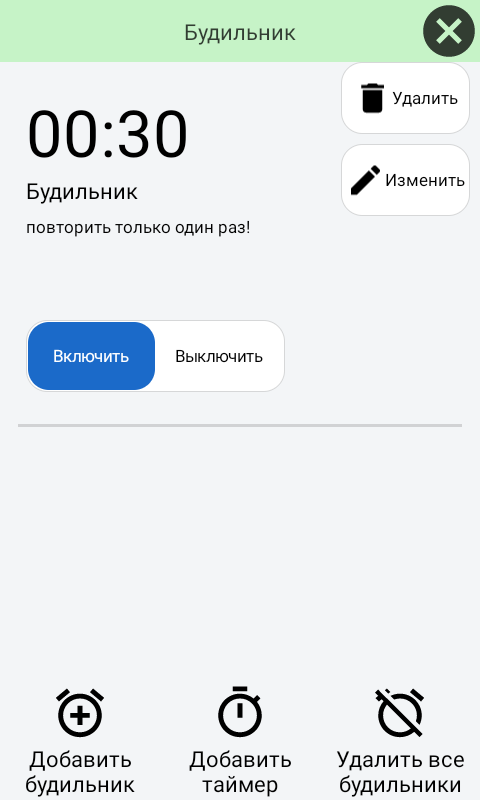 Будильник
Удалить
00:30
Изменить
Будильник
повторить только один раз!
Включить
Выключить
Добавить
будильник
Добавить
таймер
Удалить все
будильники